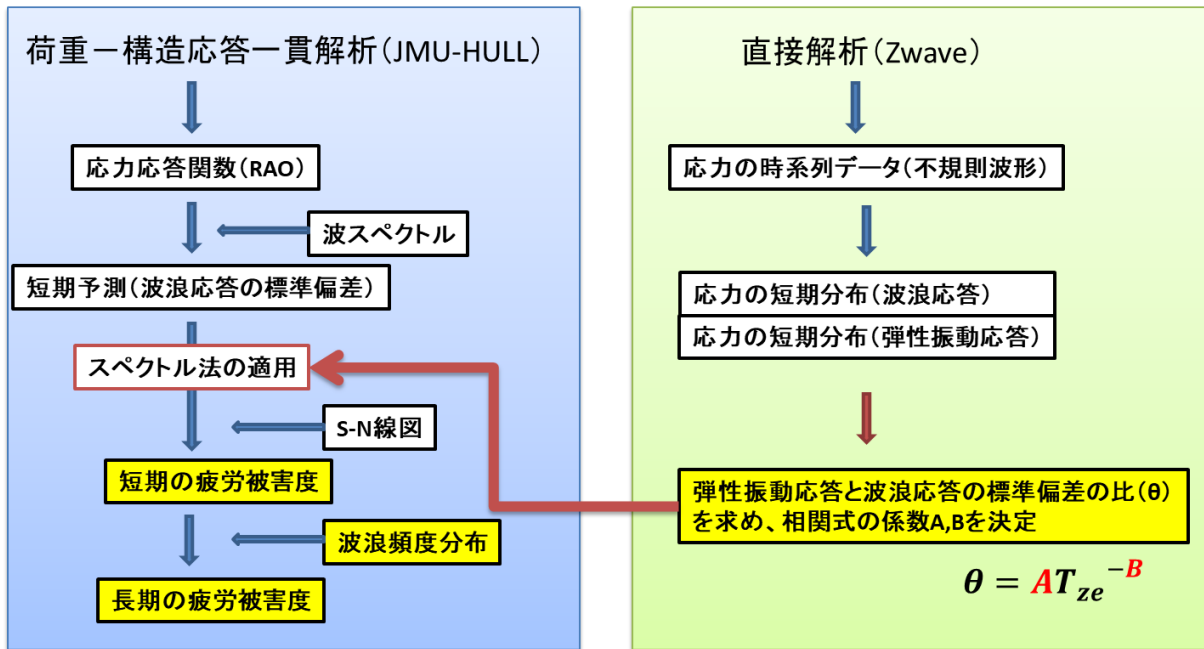 荷重－構造応答一貫解析（JMU-HULL）
応力応答関数（RAO）
波スペクトル
短期予測（波浪応答の標準偏差）
スペクトル法の適用
S-N線図
短期の疲労被害度
波浪頻度分布
長期の疲労被害度
直接解析（Zwave）
応力の時系列データ（不規則波形）
応力の短期分布（波浪応答）
応力の短期分布（弾性振動応答）
弾性振動応答と波浪応答の標準偏差の比（θ）
を求め、相関式の係数A,Bを決定
θ = AT_{ze}^{-B}